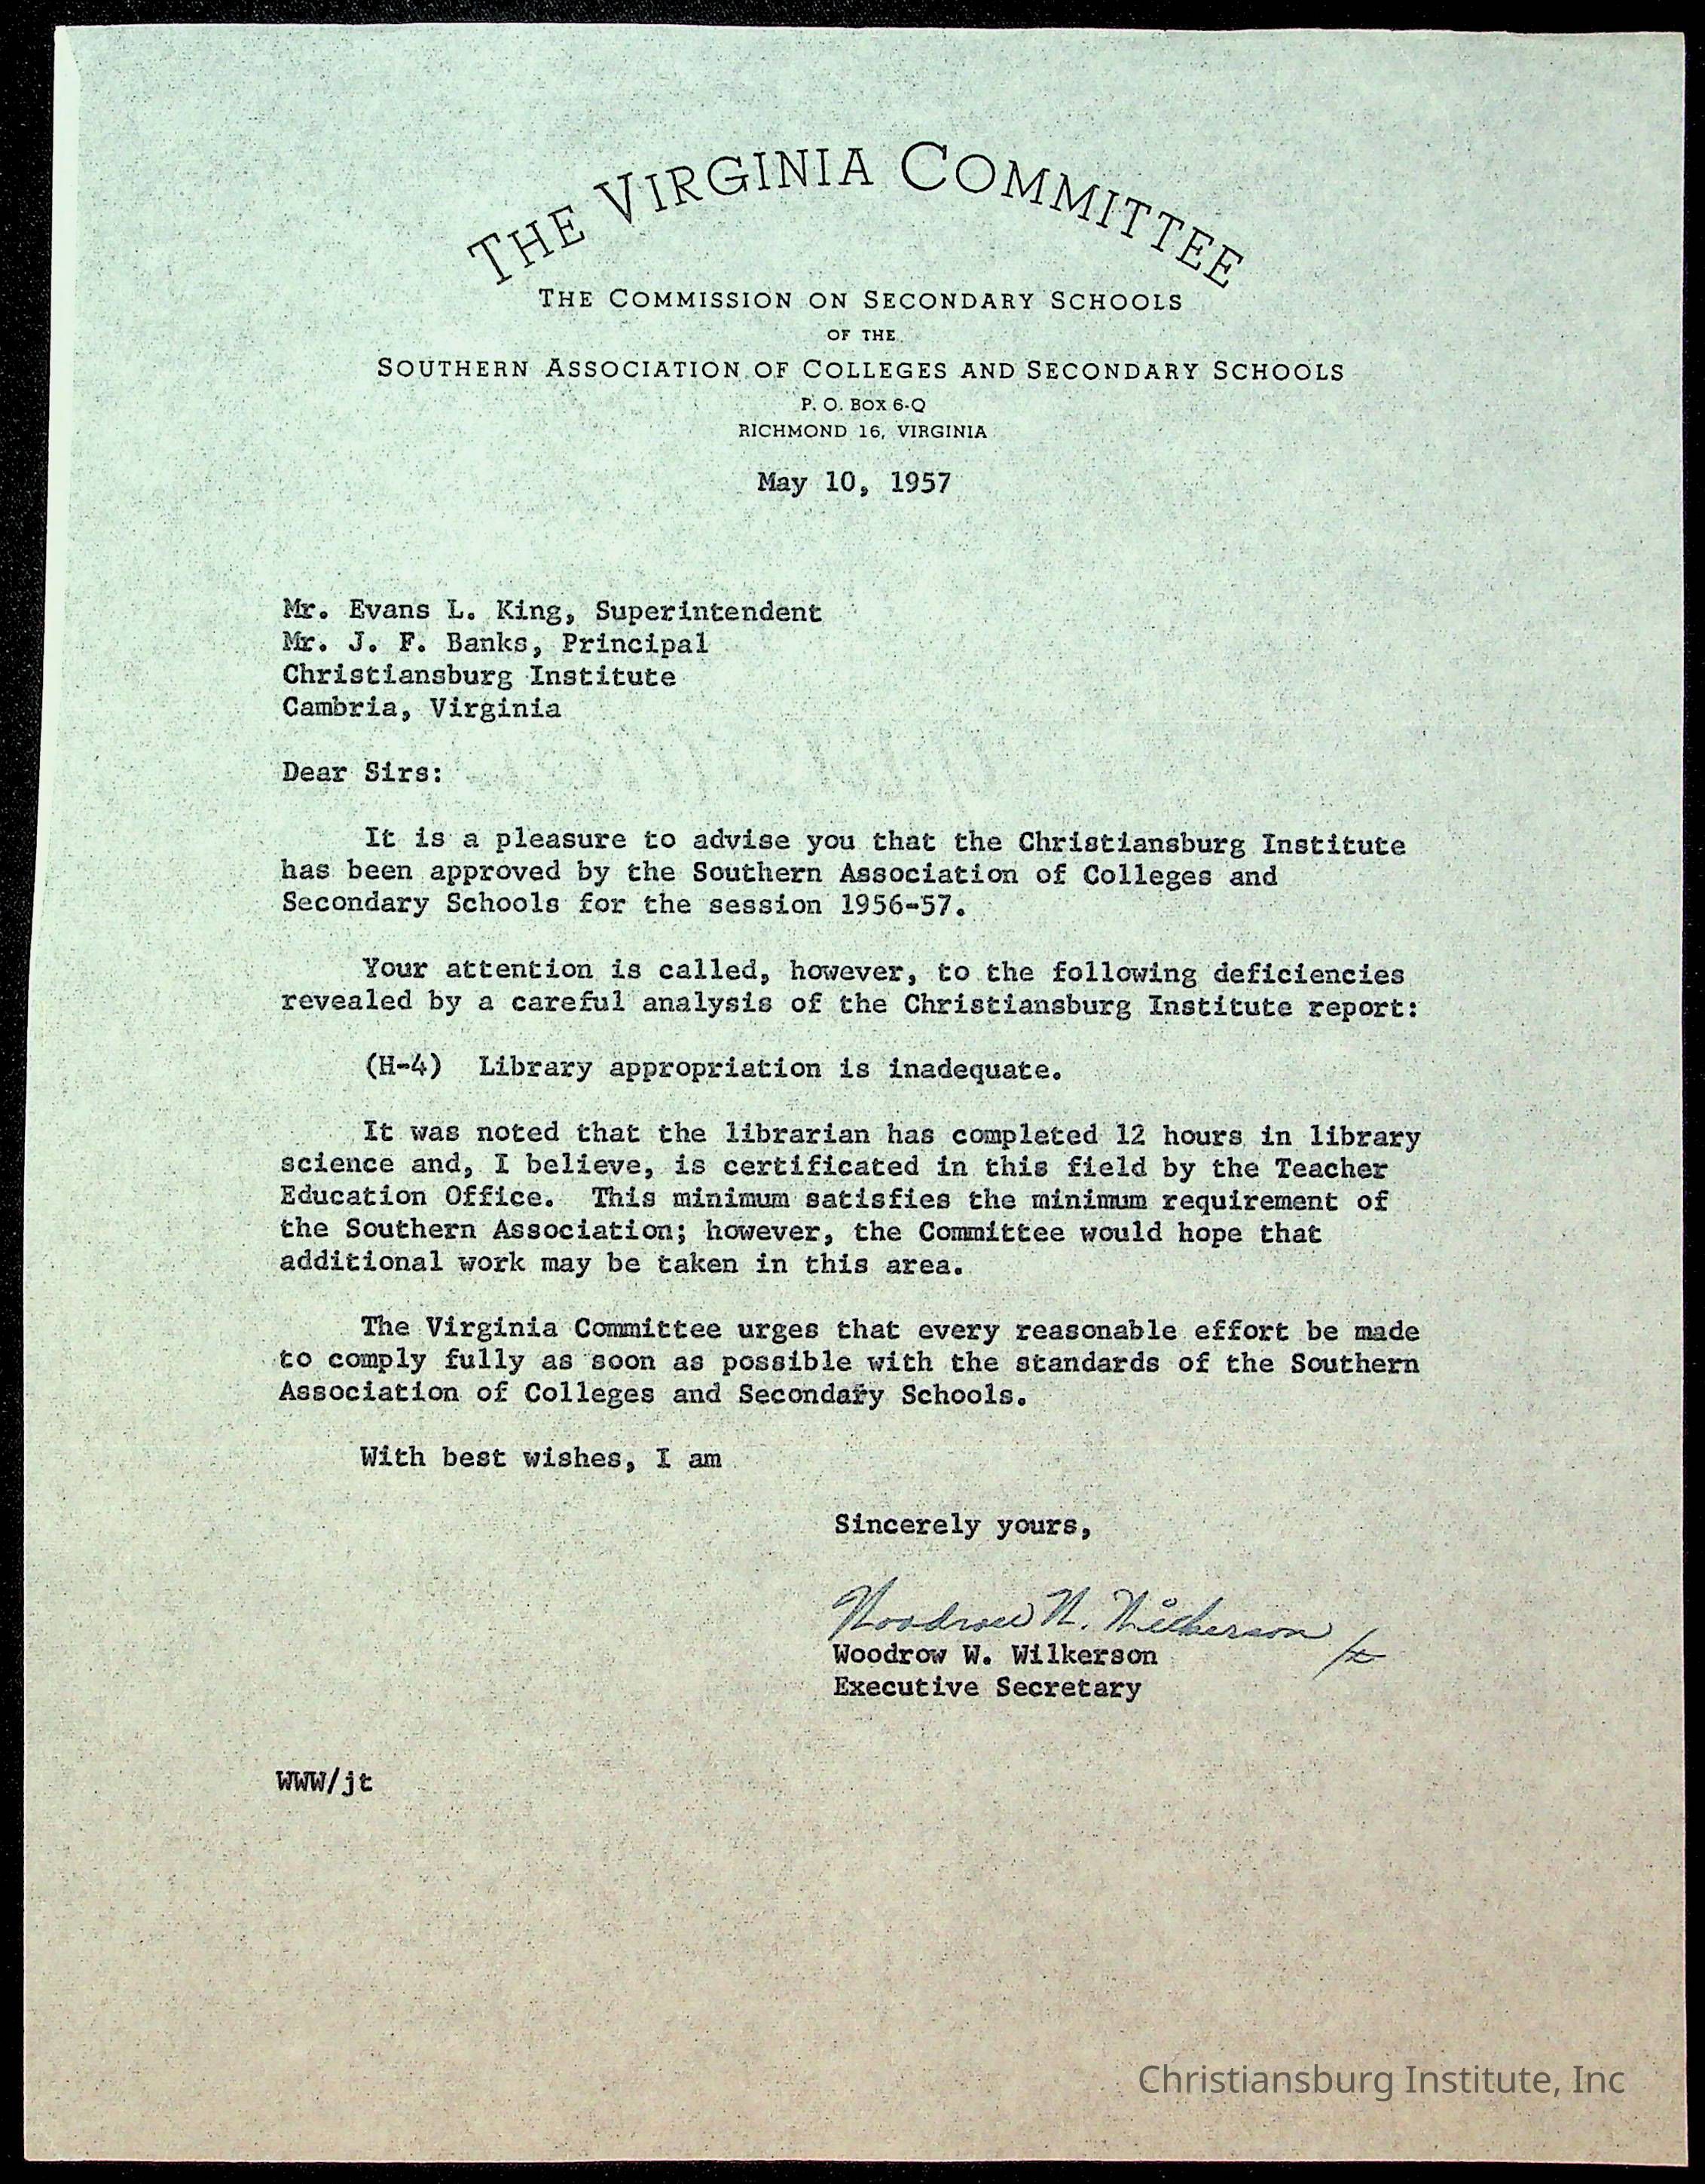 THE VIRGINIA COMMITTEE
THE COMMISSION ON SECONDARY SCHOOLS
OF THE
SOUTHERN ASSOCIATION OF COLLEGES AND SECONDARY SCHOOLS
P. O. BOX 6-Q
RICHMOND 16, VIRGINIA
May 10, 1957
Mr. Evans L. King, Superintendent
Mr. J. F. Banks, Principal
Christiansburg Institute
Cambria, Virginia
Dear Sirs:
It is a pleasure to advise you that the Christiansburg Institute
has been approved by the Southern Association of Colleges and
Secondary Schools for the session 1956-57.
Your attention is called, however, to the following deficiencies
revealed by a careful analysis of the Christiansburg Institute report:
(H-4) Library appropriation is inadequate.
It was noted that the librarian has completed 12 hours in library
science and, I believe, is certificated in this field by the Teacher
Education Office. This minimum satisfies the minimum requirement of
the Southern Association; however, the Committee would hope that
additional work may be taken in this area.
The Virginia Committee urges that every reasonable effort be made
to comply fully as soon as possible with the standards of the Southern
Association of Colleges and Secondary Schools.
With best wishes, I am
Sincerely yours,
Woodrow W. Wilkerson
Woodrow W. Wilkerson
Executive Secretary
WWW/jt
Christiansburg Institute, Inc